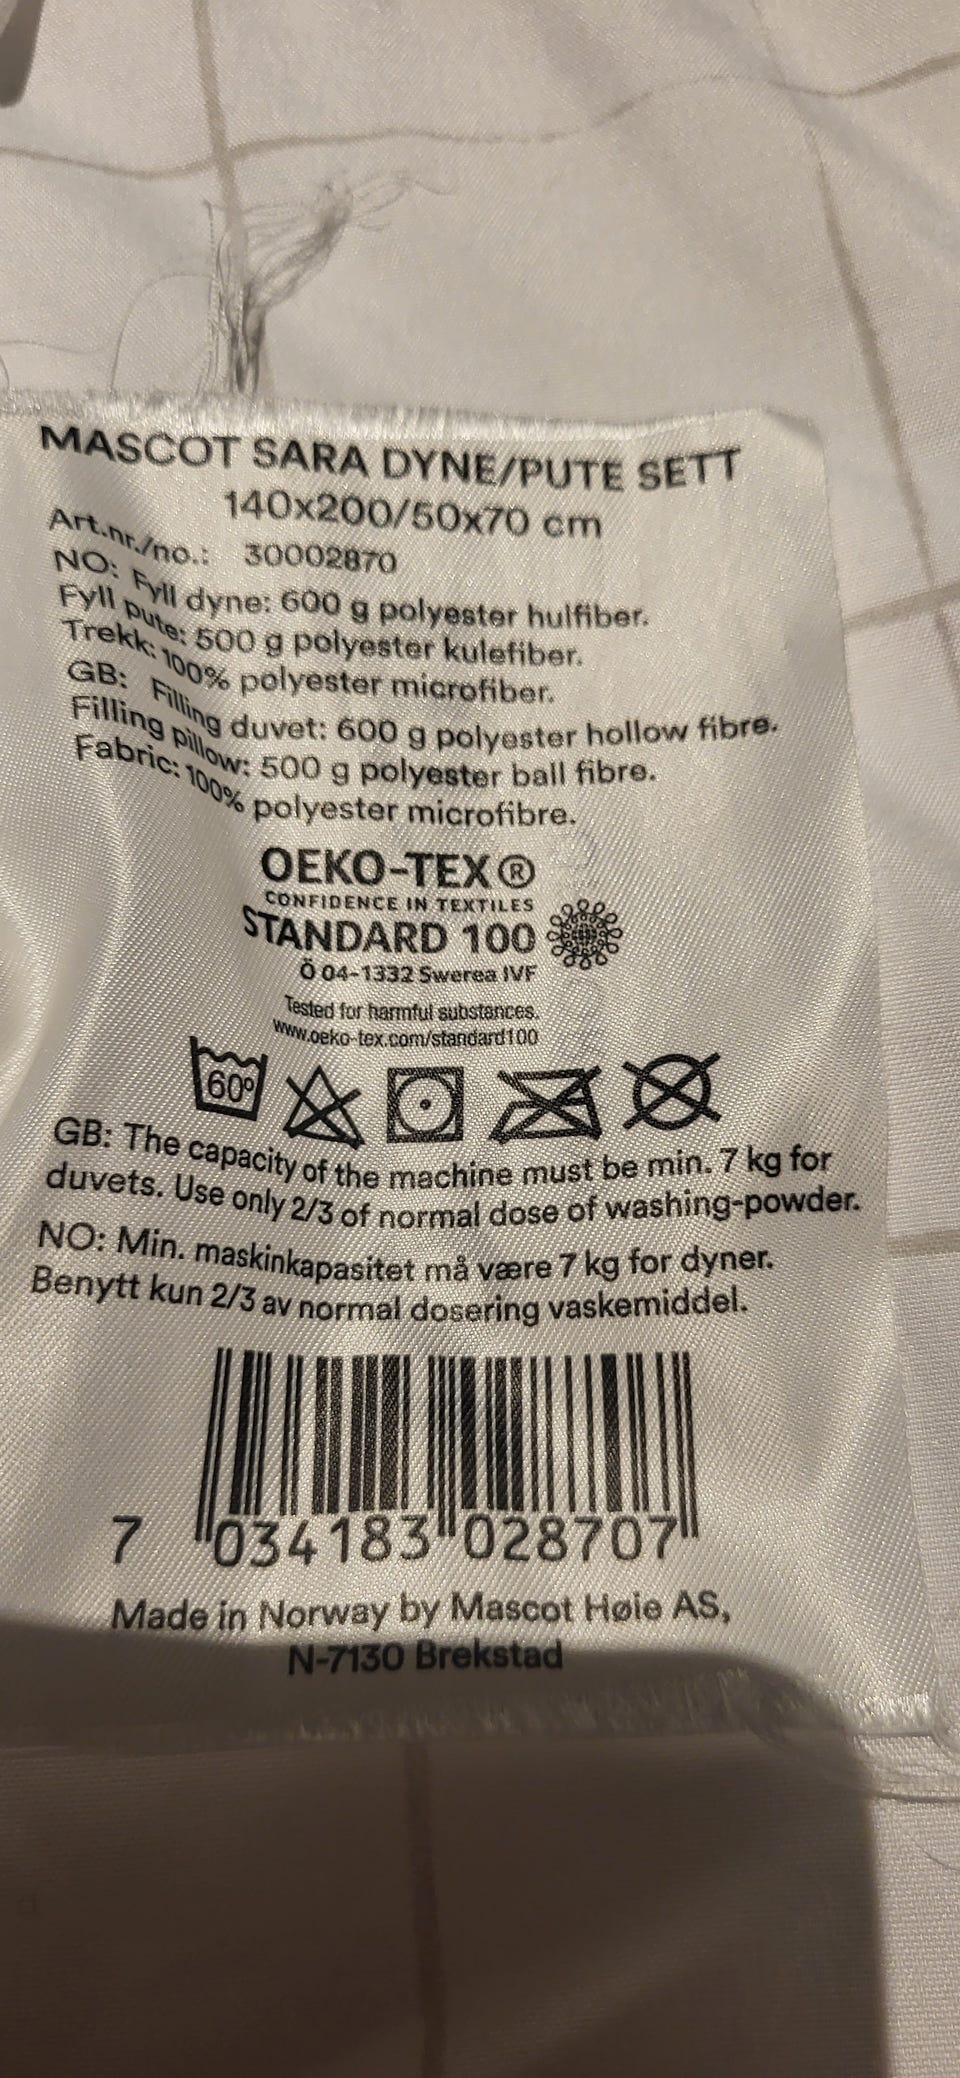 MASCOT SARA DYNE/PUTE SETT
140x200/50x70 cm
Art.nr./no.: 30002870
NO: Fyll dyne: 600 g polyester hulfiber.
Fyll pute: 500 g polyester kulefiber.
Trekk: 100% polyester microfiber.
GB: Filling duvet: 600 g polyester hollow fibre.
Filling pillow: 500 g polyester ball fibre.
Fabric: 100% polyester microfibre.
OEKO-TEX®
CONFIDENCE IN TEXTILES
STANDARD 100
Ö 04-1332 Swerea IVF
Tested for harmful substances.
www.oeko-tex.com/standard100
60°
GB: The capacity of the machine must be min. 7 kg for
duvets. Use only 2/3 of normal dose of washing-powder.
NO: Min. maskinkapasitet må være 7 kg for dyner.
Benytt kun 2/3 av normal dosering vaskemiddel.
7 034183 028707
Made in Norway by Mascot Høie AS,
N-7130 Brekstad